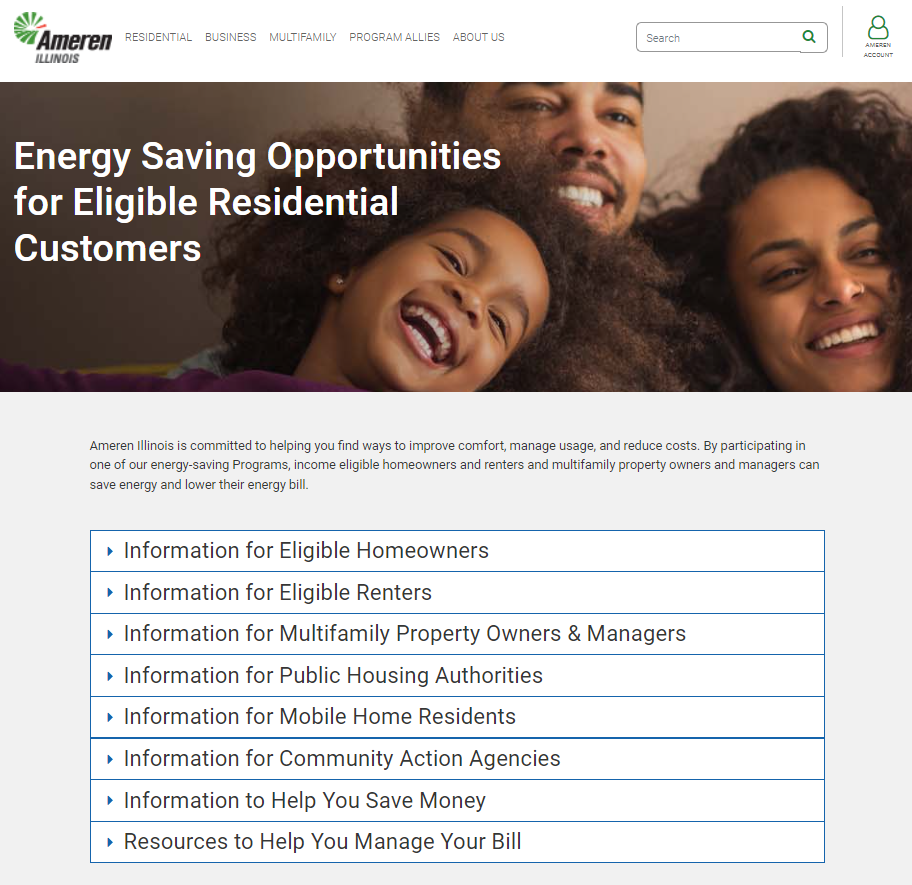 Ameren
ILLINOIS
RESIDENTIAL BUSINESS MULTIFAMILY PROGRAM ALLIES ABOUT US
Search
AMEREN
ACCOUNT
Energy Saving Opportunities
for Eligible Residential
Customers
Ameren Illinois is committed to helping you find ways to improve comfort, manage usage, and reduce costs. By participating in
one of our energy-saving Programs, income eligible homeowners and renters and multifamily property owners and managers can
save energy and lower their energy bill.
Information for Eligible Homeowners
Information for Eligible Renters
Information for Multifamily Property Owners & Managers
Information for Public Housing Authorities
Information for Mobile Home Residents
Information for Community Action Agencies
Information to Help You Save Money
Resources to Help You Manage Your Bill